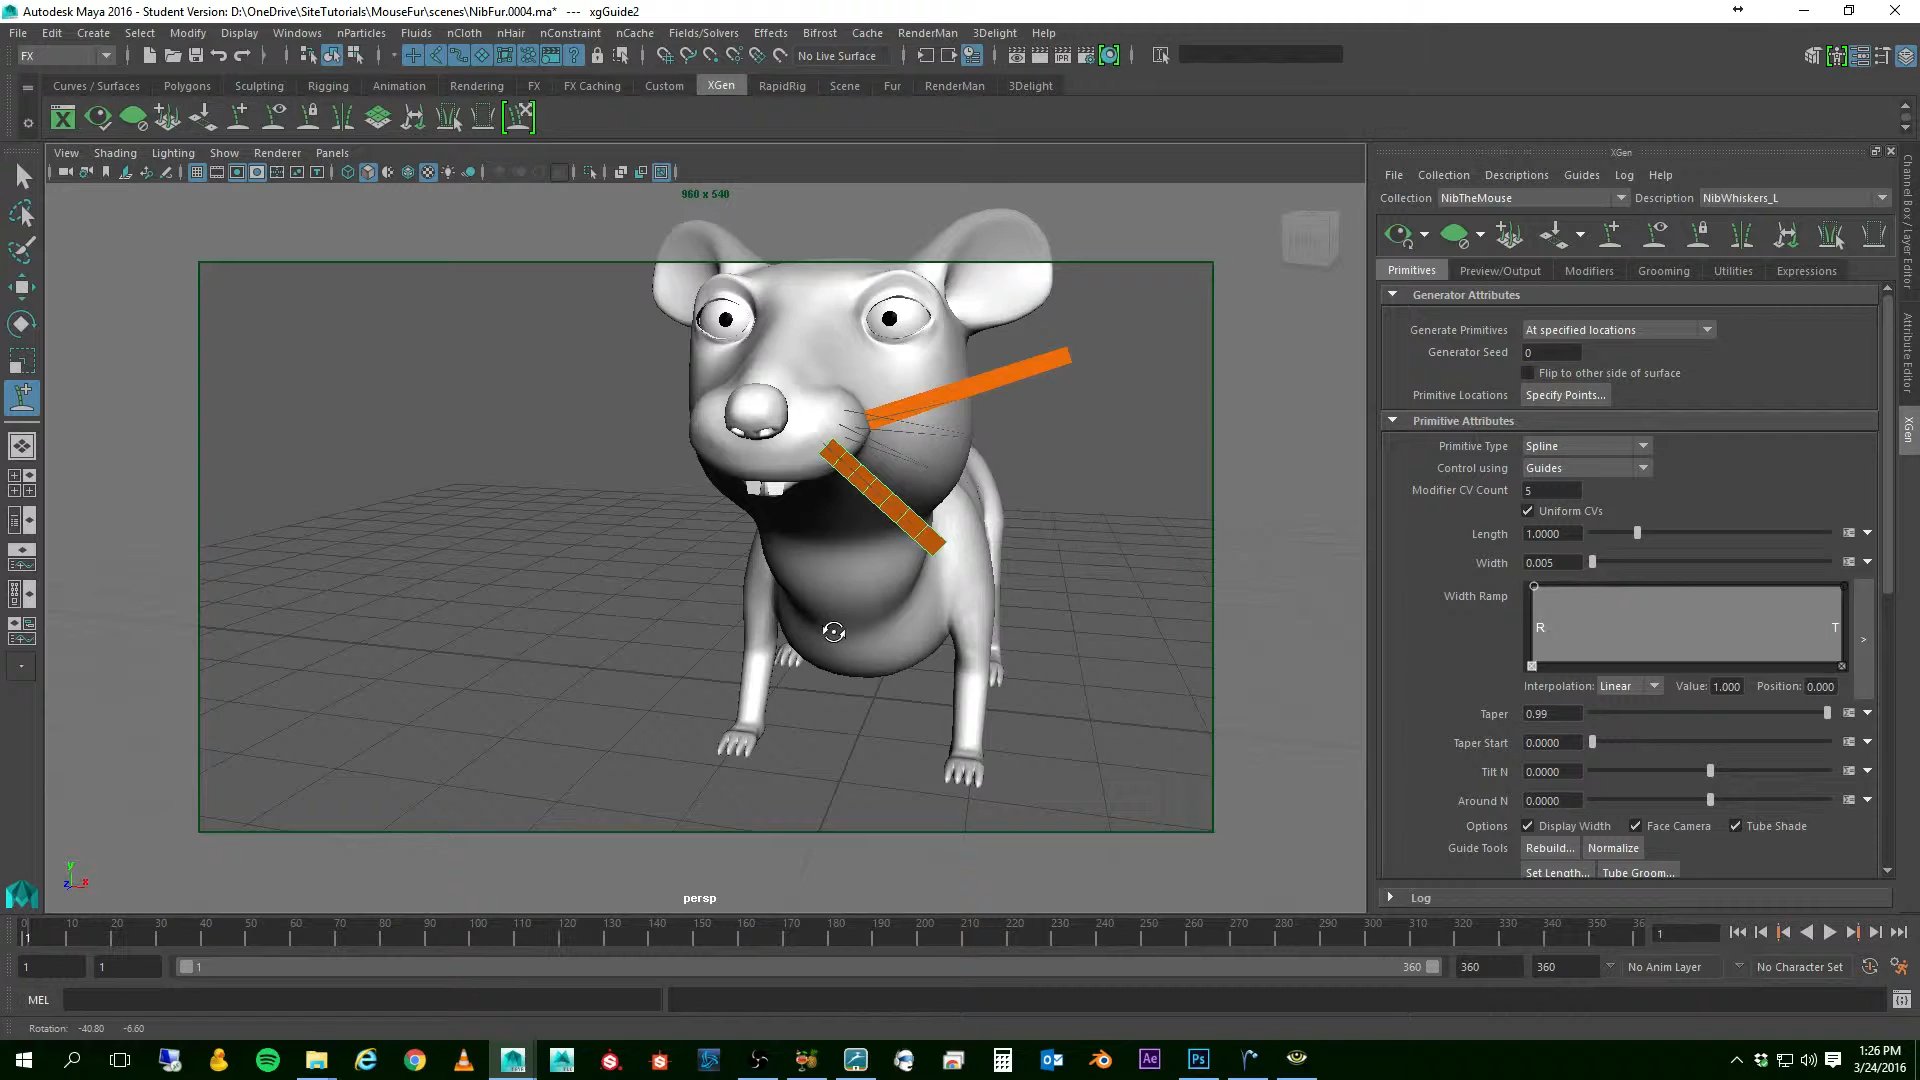 Autodesk Maya 2016 - Student Version: D:\OneDrive\SiteTutorials\MouseFur\scenes\NibFur.0004.ma* --- xgGuide2
File Edit Create Select Modify Display Windows nParticles Fluids nCloth nHair nConstraint nCache Fields/Solvers Effects Bifrost Cache RenderMan 3Delight Help
FX No Live Surface
Curves / Surfaces Polygons Sculpting Rigging Animation Rendering FX FX Caching Custom XGen RapidRig Scene Fur RenderMan 3Delight
View Shading Lighting Show Renderer Panels
960 x 540
persp
XGen
File Collection Descriptions Guides Log Help
Collection NibTheMouse Description NibWhiskers_L
Primitives Preview/Output Modifiers Grooming Utilities Expressions
Generator Attributes
Generate Primitives At specified locations
Generator Seed 0
Flip to other side of surface
Primitive Locations Specify Points...
Primitive Attributes
Primitive Type Spline
Control using Guides
Modifier CV Count 5
Uniform CVs
Length 1.0000
Width 0.005
Width Ramp R T
Interpolation: Linear Value: 1.000 Position: 0.000
Taper 0.99
Taper Start 0.0000
Tilt N 0.0000
Around N 0.0000
Options Display Width Face Camera Tube Shade
Guide Tools Rebuild... Normalize
Set Length... Tube Groom...
Log
Channel Box / Layer Editor
Attribute Editor
XGen
0 10 20 30 40 50 60 70 80 90 100 110 120 130 140 150 160 170 180 190 200 210 220 230 240 250 260 270 280 290 300 310 320 330 340 350 36
1 1
1 1 1 360 360 360 No Anim Layer No Character Set
MEL
Rotation: -40.80 -6.60
1:26 PM
3/24/2016